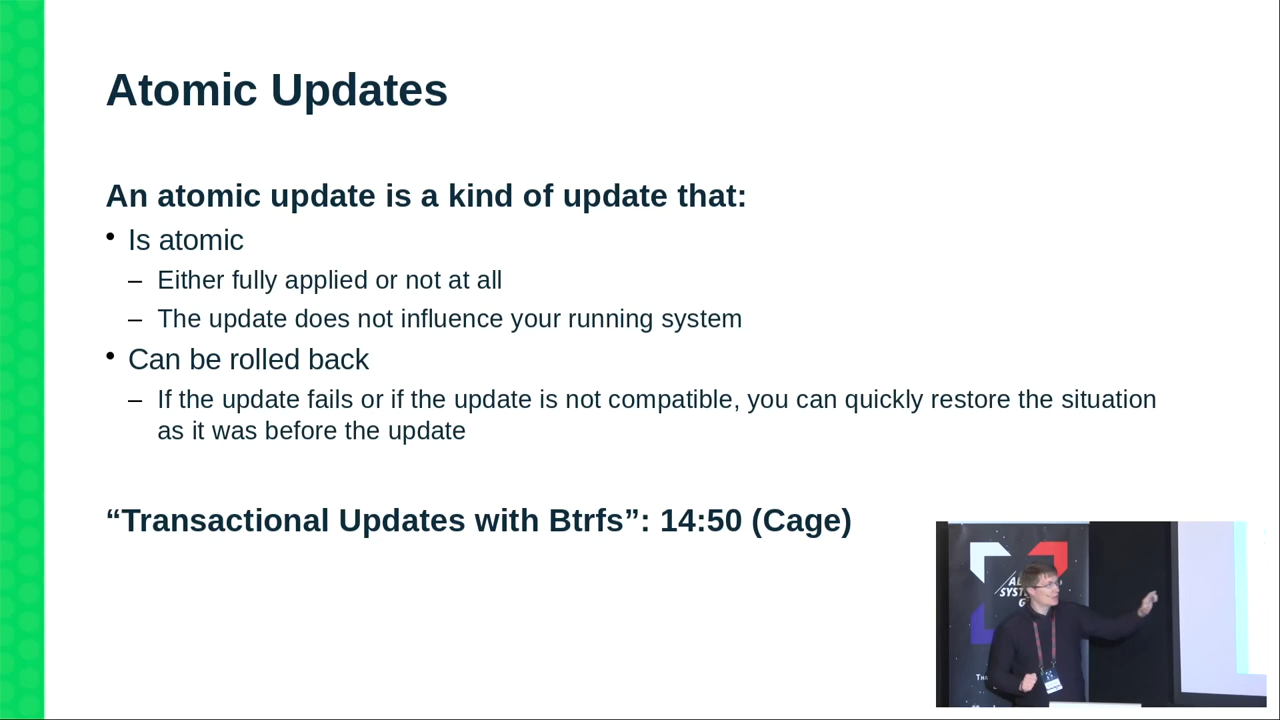 Atomic Updates
An atomic update is a kind of update that:
• Is atomic
– Either fully applied or not at all
– The update does not influence your running system
• Can be rolled back
– If the update fails or if the update is not compatible, you can quickly restore the situation
as it was before the update
“Transactional Updates with Btrfs”: 14:50 (Cage)